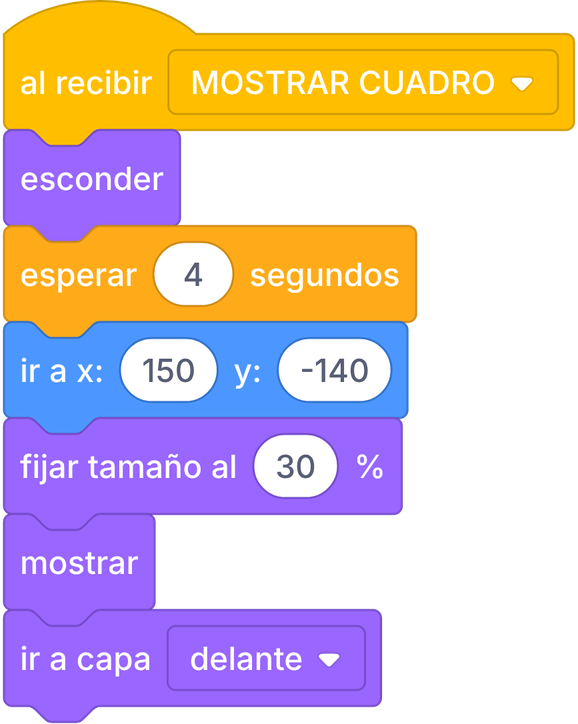 al recibir MOSTRAR CUADRO
esconder
esperar 4 segundos
ir a x: 150 y: -140
fijar tamaño al 30 %
mostrar
ir a capa delante